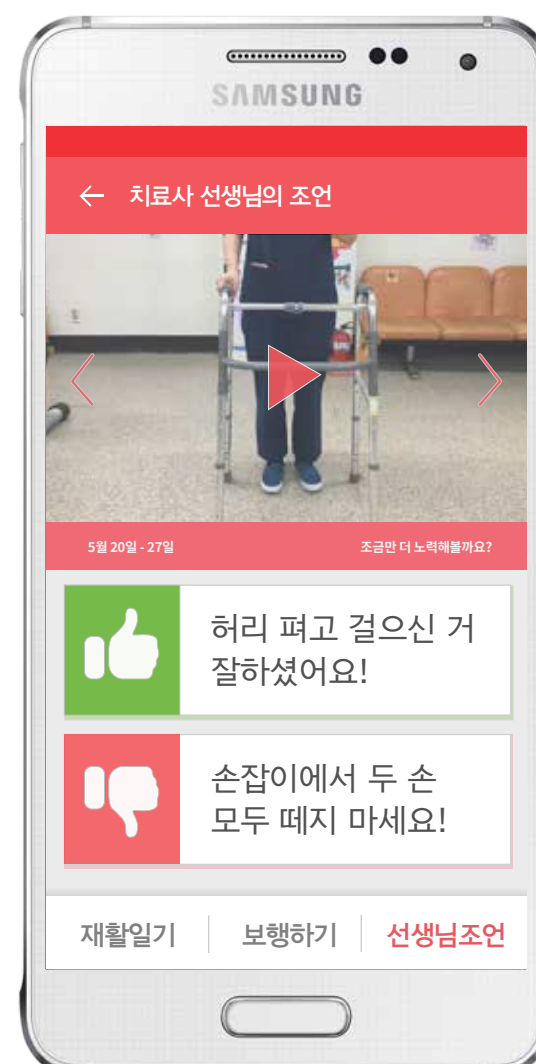 SAMSUNG
치료사 선생님의 조언
5월 20일 - 27일
조금만 더 노력해볼까요?
허리 펴고 걸으신 거
잘하셨어요!
손잡이에서 두 손
모두 떼지 마세요!
재활일기
보행하기
선생님조언